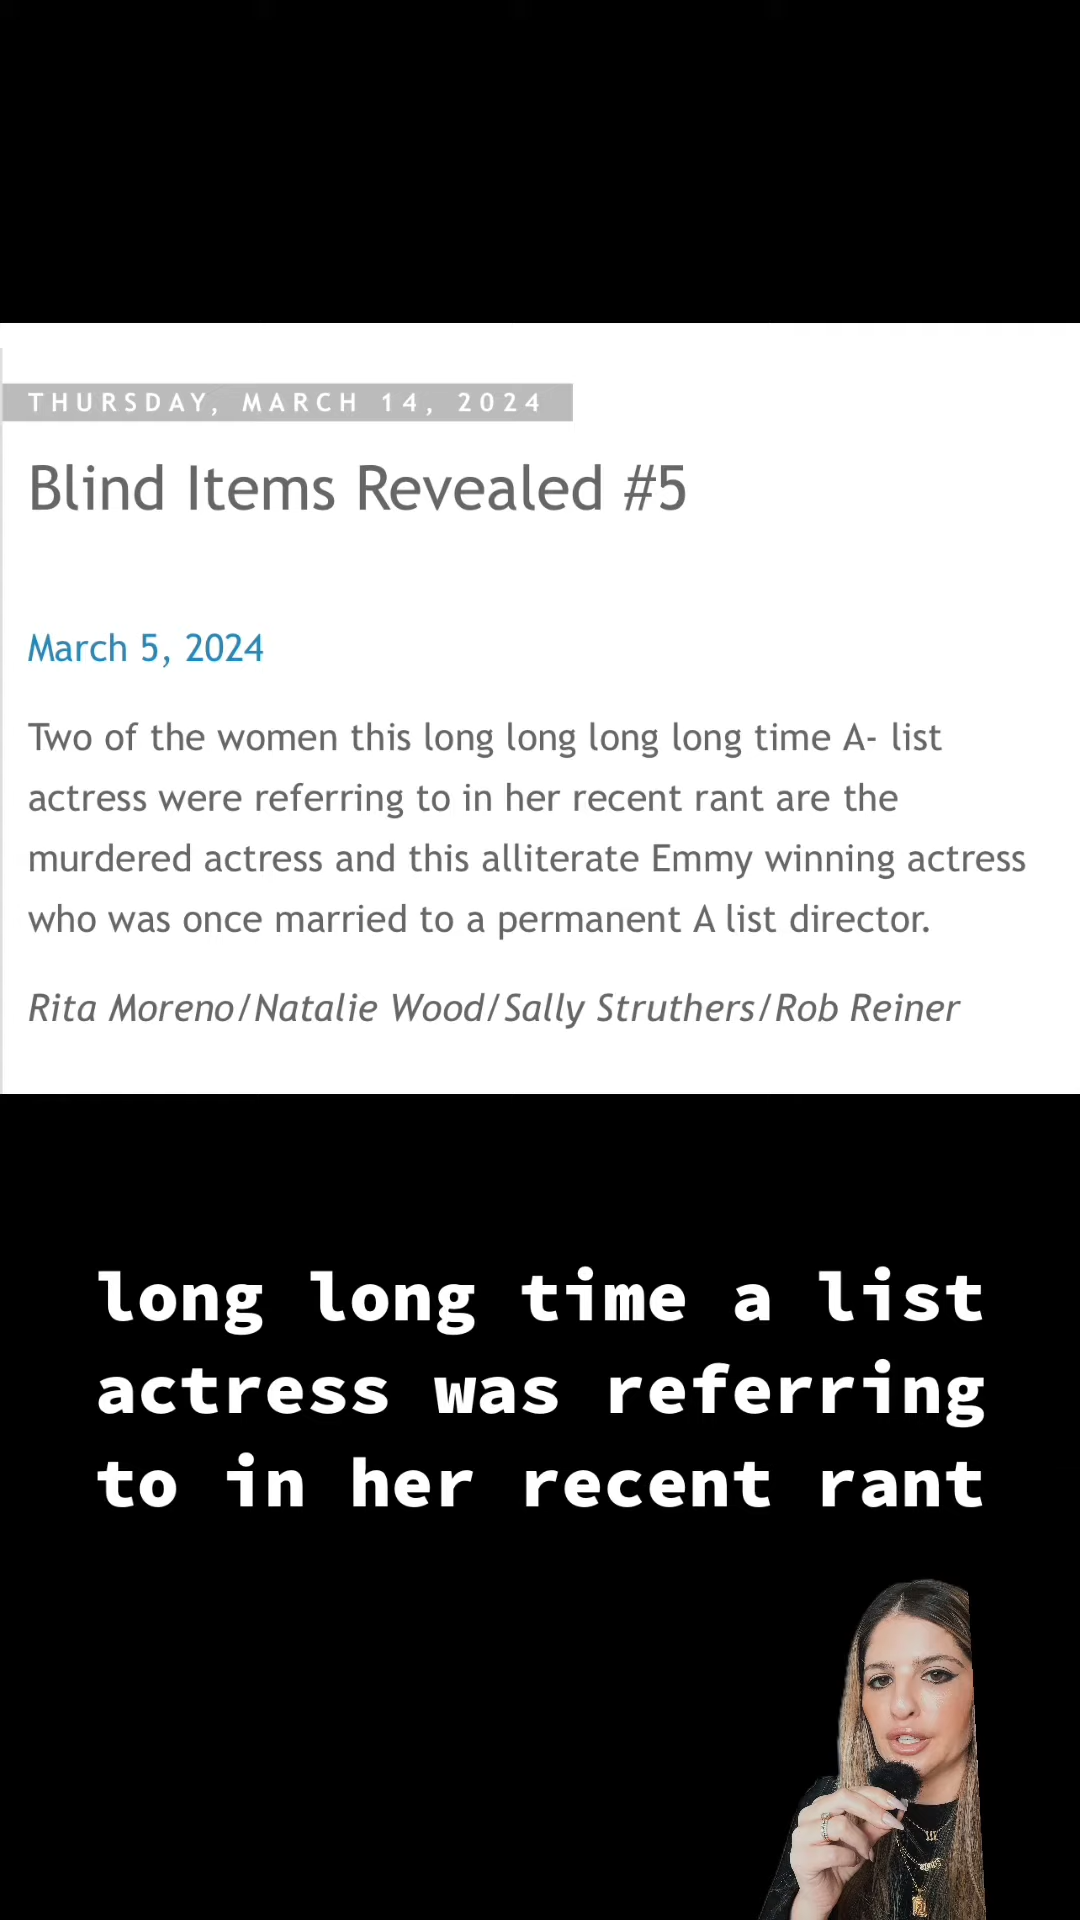 THURSDAY, MARCH 14, 2024
Blind Items Revealed #5
March 5, 2024
Two of the women this long long long long time A- list
actress were referring to in her recent rant are the
murdered actress and this alliterate Emmy winning actress
who was once married to a permanent A list director.
Rita Moreno/Natalie Wood/Sally Struthers/Rob Reiner
long long time a list
actress was referring
to in her recent rant